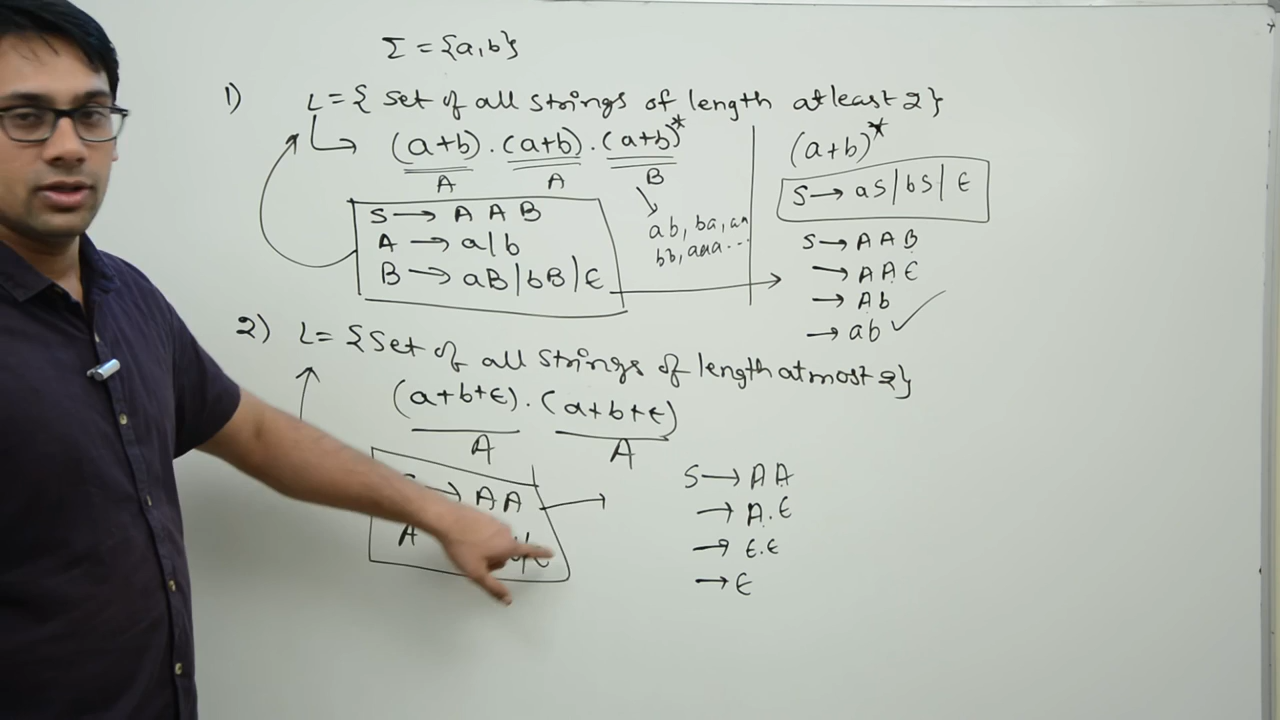 Σ = {a,b}
1) L = { Set of all strings of length atleast 2 }
(a+b) . (a+b) . (a+b)*
A A B
S → A A B
A → a|b
B → aB|bB|ε
ab, ba, aa
bb, aaa...
(a+b)*
S → aS|bS|ε
S → A A B
→ A A ε
→ A b
→ ab ✓
2) L = {Set of all strings of length atmost 2}
(a+b+ε) . (a+b+ε)
A A
→ A A
A
S → A A
→ A . ε
→ ε . ε
→ ε